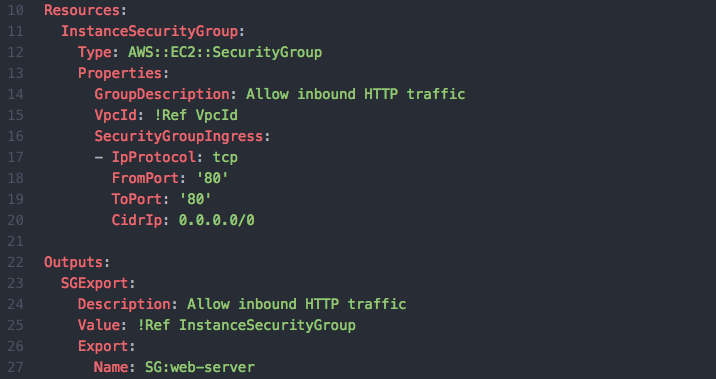 10 Resources:
11   InstanceSecurityGroup:
12     Type: AWS::EC2::SecurityGroup
13     Properties:
14       GroupDescription: Allow inbound HTTP traffic
15       VpcId: !Ref VpcId
16       SecurityGroupIngress:
17       - IpProtocol: tcp
18         FromPort: '80'
19         ToPort: '80'
20         CidrIp: 0.0.0.0/0
21
22 Outputs:
23   SGExport:
24     Description: Allow inbound HTTP traffic
25     Value: !Ref InstanceSecurityGroup
26     Export:
27       Name: SG:web-server